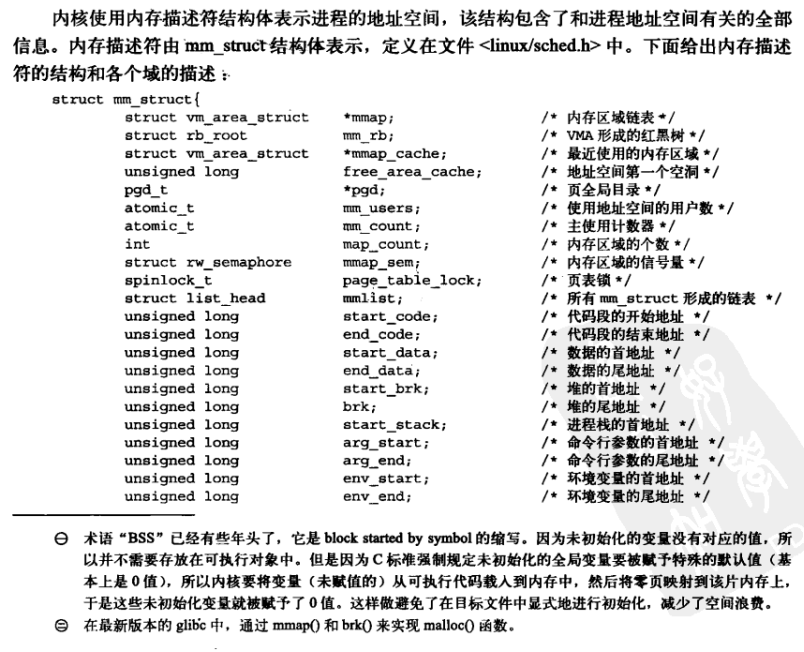 内核使用内存描述符结构体表示进程的地址空间，该结构包含了和进程地址空间有关的全部
信息。内存描述符由 mm_struct 结构体表示，定义在文件 <linux/sched.h> 中。下面给出内存描述
符的结构和各个域的描述：
struct mm_struct{
struct vm_area_struct *mmap; /* 内存区域链表 */
struct rb_root mm_rb; /* VMA 形成的红黑树 */
struct vm_area_struct *mmap_cache; /* 最近使用的内存区域 */
unsigned long free_area_cache; /* 地址空间第一个空洞 */
pgd_t *pgd; /* 页全局目录 */
atomic_t mm_users; /* 使用地址空间的用户数 */
atomic_t mm_count; /* 主使用计数器 */
int map_count; /* 内存区域的个数 */
struct rw_semaphore mmap_sem; /* 内存区域的信号量 */
spinlock_t page_table_lock; /* 页表锁 */
struct list_head mmlist; /* 所有 mm_struct 形成的链表 */
unsigned long start_code; /* 代码段的开始地址 */
unsigned long end_code; /* 代码段的结束地址 */
unsigned long start_data; /* 数据的首地址 */
unsigned long end_data; /* 数据的尾地址 */
unsigned long start_brk; /* 堆的首地址 */
unsigned long brk; /* 堆的尾地址 */
unsigned long start_stack; /* 进程栈的首地址 */
unsigned long arg_start; /* 命令行参数的首地址 */
unsigned long arg_end; /* 命令行参数的尾地址 */
unsigned long env_start; /* 环境变量的首地址 */
unsigned long env_end; /* 环境变量的尾地址 */
㊀ 术语“BSS”已经有些年头了，它是 block started by symbol 的缩写。因为未初始化的变量没有对应的值，所
以并不需要存放在可执行对象中。但是因为 C 标准强制规定未初始化的全局变量要被赋予特殊的默认值（基
本上是 0 值），所以内核要将变量（未赋值的）从可执行代码载入到内存中，然后将零页映射到该片内存上，
于是这些未初始化变量就被赋予了 0 值。这样做避免了在目标文件中显式地进行初始化，减少了空间浪费。
㊁ 在最新版本的 glibc 中，通过 mmap() 和 brk() 来实现 malloc() 函数。